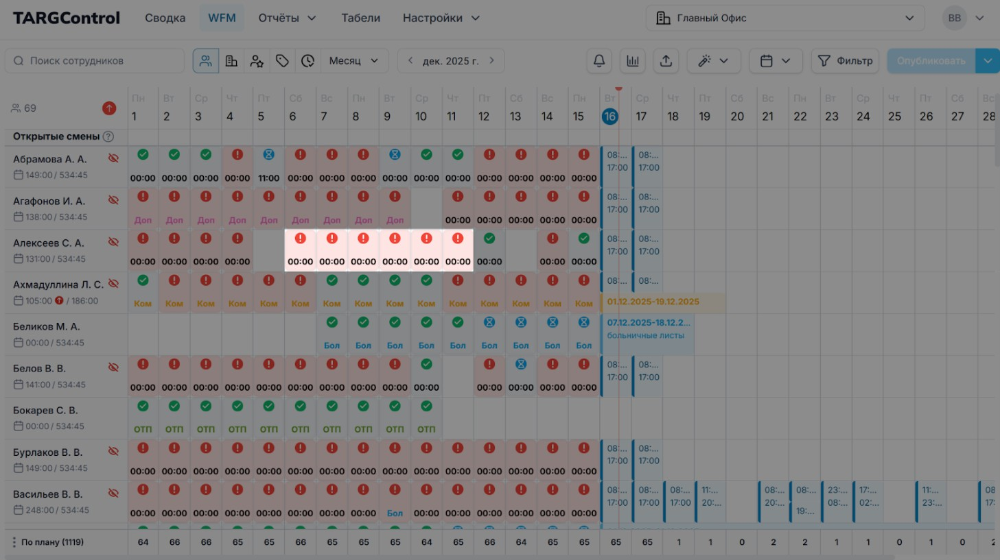 TARGControl Сводка WFM Отчёты Табели Настройки Главный Офис ВВ
Поиск сотрудников Месяц дек. 2025 г. Фильтр Опубликовать
Пн Вт Ср Чт Пт Сб Вс Пн Вт Ср Чт Пт Сб Вс Пн Вт Ср Чт Пт Сб Вс Пн Вт Ср Чт Пт Сб Вс
69 1 2 3 4 5 6 7 8 9 10 11 12 13 14 15 16 17 18 19 20 21 22 23 24 25 26 27 28
Открытые смены ?
Абрамова А. А. 08:... 08:...
149:00 / 534:45 00:00 00:00 00:00 00:00 11:00 00:00 00:00 00:00 00:00 00:00 00:00 00:00 00:00 00:00 00:00 17:00 17:00
Агафонов И. А. 08:... 08:...
138:00 / 534:45 Доп Доп Доп Доп Доп Доп Доп Доп Доп 00:00 00:00 00:00 00:00 00:00 17:00 17:00
Алексеев С. А. 08:... 08:...
131:00 / 534:45 00:00 00:00 00:00 00:00 00:00 00:00 00:00 00:00 00:00 00:00 00:00 00:00 00:00 17:00 17:00
Ахмадуллина Л. С. 08:... 08:...
105:00 / 186:00 Ком Ком Ком Ком Ком Ком Ком Ком Ком Ком Ком Ком Ком Ком Ком 01.12.2025-19.12.2025
Беликов М. А. 07.12.2025-18.12.2...
00:00 / 534:45 Бол Бол Бол Бол Бол Бол Бол Бол Бол больничные листы
Белов В. В. 08:... 08:...
141:00 / 534:45 00:00 00:00 00:00 00:00 00:00 00:00 00:00 00:00 00:00 00:00 00:00 00:00 00:00 00:00 17:00 17:00
Бокарев С. В.
00:00 / 534:45 ОТП ОТП ОТП ОТП ОТП ОТП ОТП ОТП ОТП ОТП
Бурлаков В. В. 08:... 08:...
149:00 / 534:45 00:00 00:00 00:00 00:00 00:00 00:00 00:00 00:00 00:00 00:00 00:00 00:00 00:00 00:00 00:00 17:00 17:00
Васильев В. В. 08:... 08:... 08:... 11:... 08:... 08:... 23:... 17:... 11:... 08
248:00 / 534:45 00:00 00:00 00:00 00:00 00:00 00:00 00:00 00:00 Бол 00:00 00:00 00:00 00:00 00:00 00:00 17:00 17:00 17:00 20:... 20:... 19:... 08:... 02:... 23:... 17:
По плану (1119) 64 66 66 65 65 66 65 65 65 64 65 66 64 65 65 65 65 1 1 0 2 2 1 1 0 1 0 2